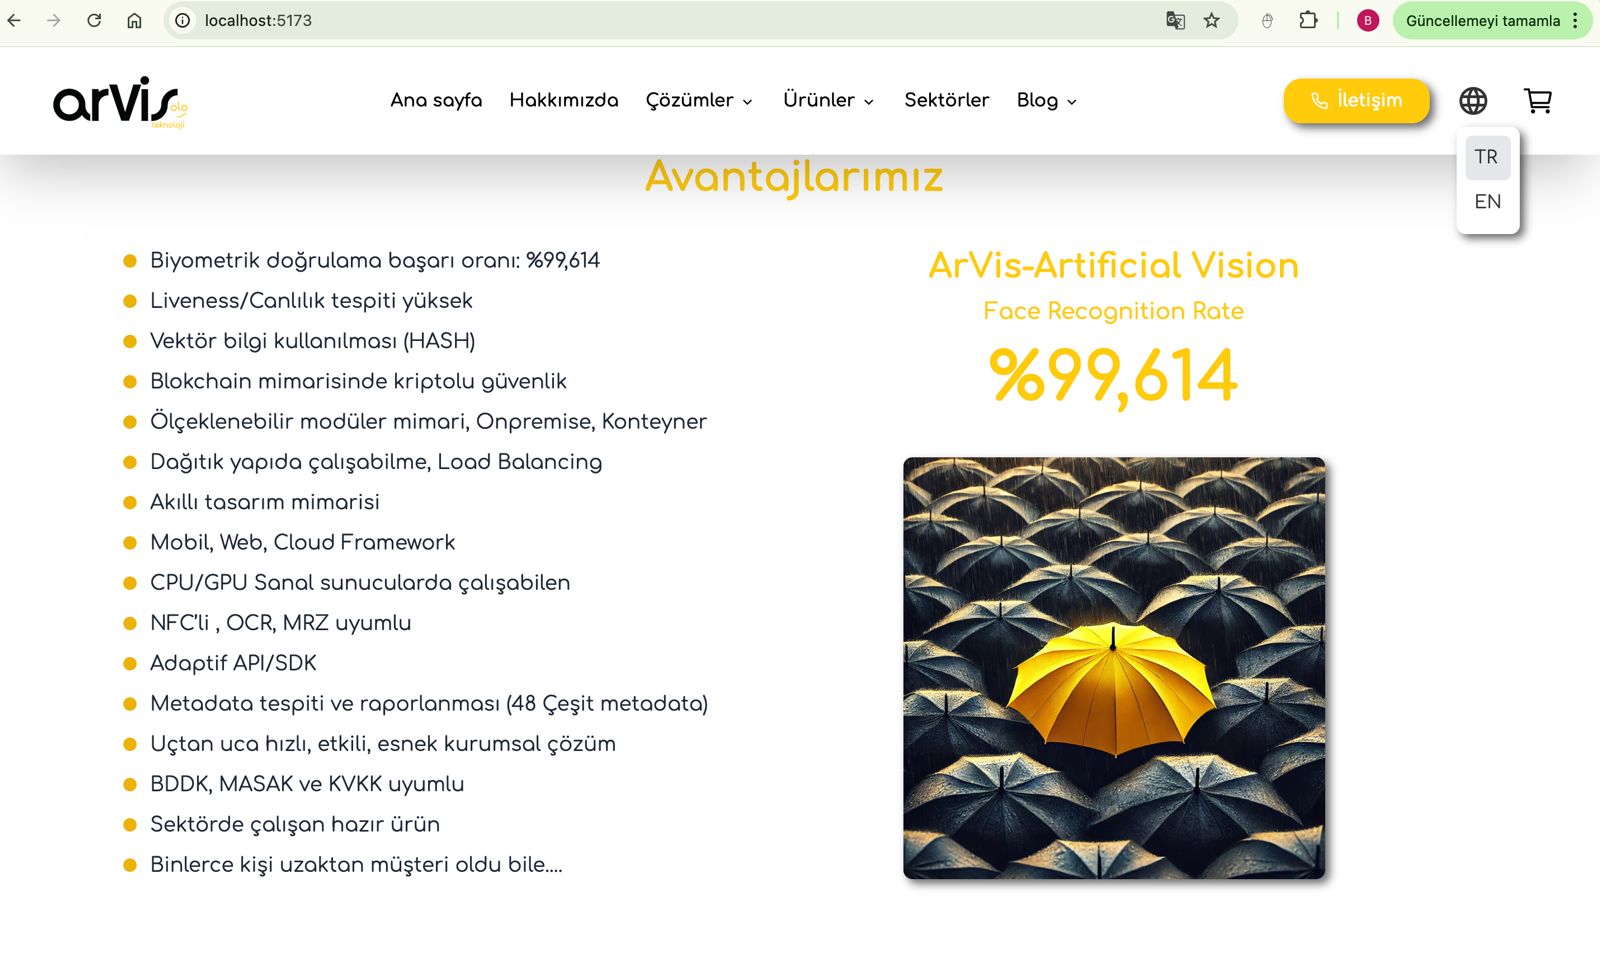 localhost:5173
B
Güncellemeyi tamamla
arVis
olo
teknoloji
Ana sayfa
Hakkımızda
Çözümler
Ürünler
Sektörler
Blog
İletişim
TR
EN
Avantajlarımız
Biyometrik doğrulama başarı oranı: %99,614
Liveness/Canlılık tespiti yüksek
Vektör bilgi kullanılması (HASH)
Blokchain mimarisinde kriptolu güvenlik
Ölçeklenebilir modüler mimari, Onpremise, Konteyner
Dağıtık yapıda çalışabilme, Load Balancing
Akıllı tasarım mimarisi
Mobil, Web, Cloud Framework
CPU/GPU Sanal sunucularda çalışabilen
NFC'li , OCR, MRZ uyumlu
Adaptif API/SDK
Metadata tespiti ve raporlanması (48 Çeşit metadata)
Uçtan uca hızlı, etkili, esnek kurumsal çözüm
BDDK, MASAK ve KVKK uyumlu
Sektörde çalışan hazır ürün
Binlerce kişi uzaktan müşteri oldu bile....
ArVis-Artificial Vision
Face Recognition Rate
%99,614